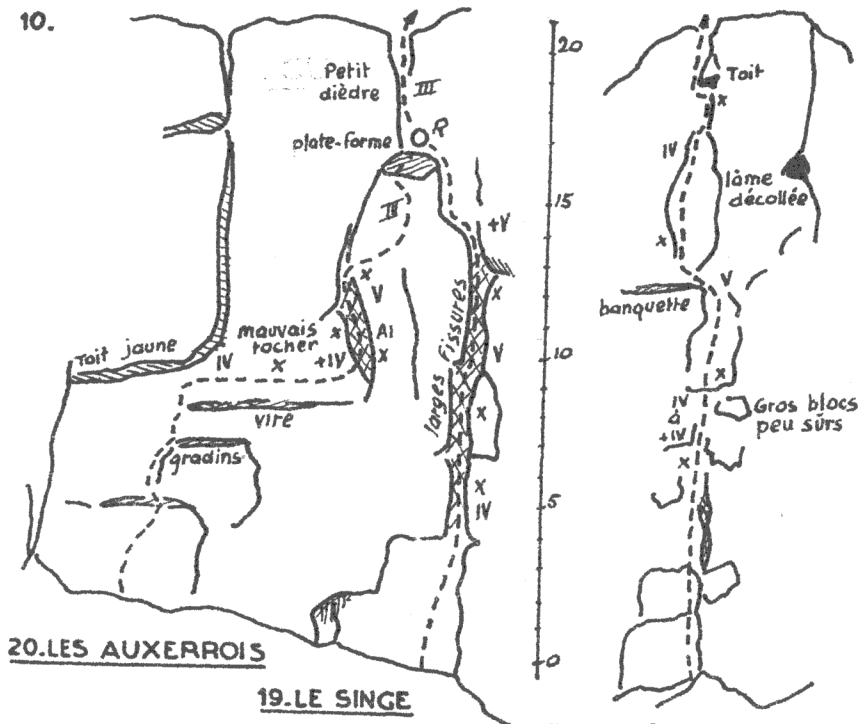 10.
Petit
dièdre
III
R
plate-forme
III
+V
X
V
X
mauvais
rocher
X
X
A1
X
+IV
Toit jaune
IV
vire
gradins
larges fissures
X
V
X
X
IV
20
15
10
5
0
Toit
X
IV
lâme
décollée
X
V
banquette
X
IV
à
+IV
X
Gros blocs
peu sûrs
20.LES AUXERROIS
19.LE SINGE